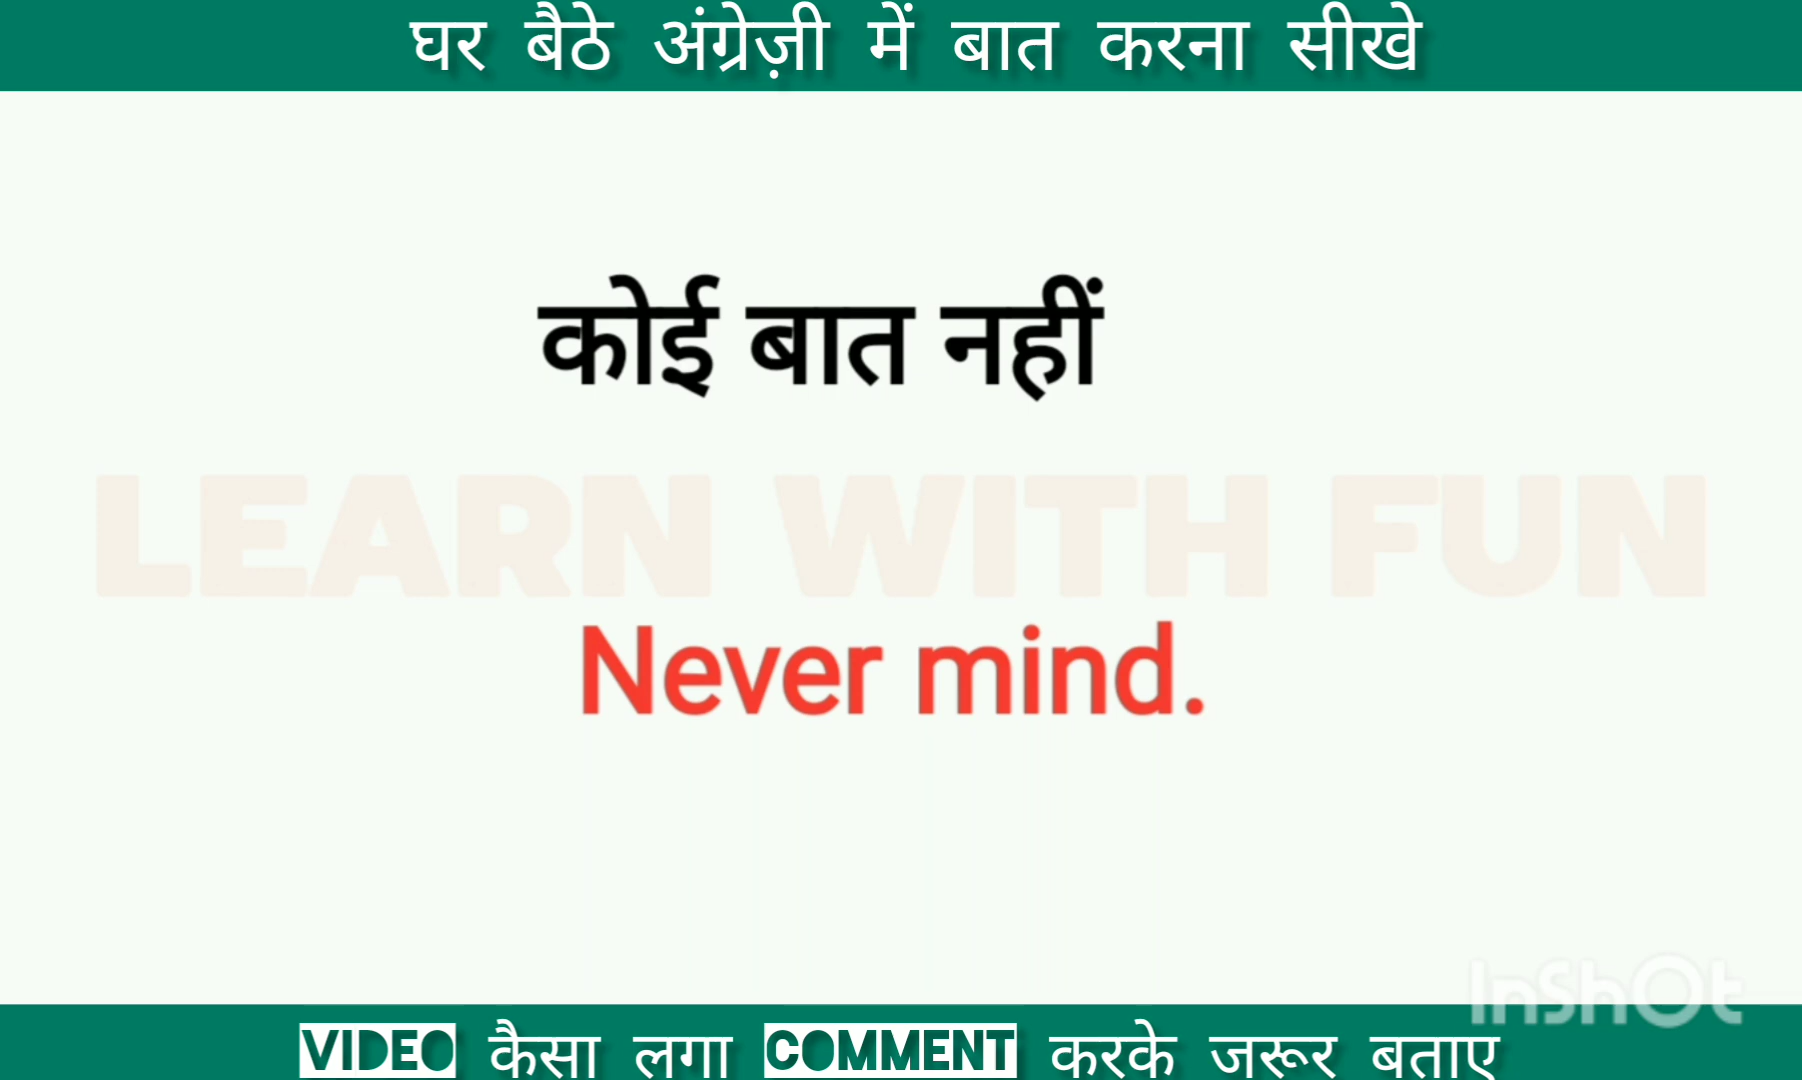 घर बैठे अंग्रेज़ी में बात करना सीखे
कोई बात नहीं
LEARN WITH FUN
Never mind.
InShOt
VIDEO कैसा लगा COMMENT करके जरूर बताए